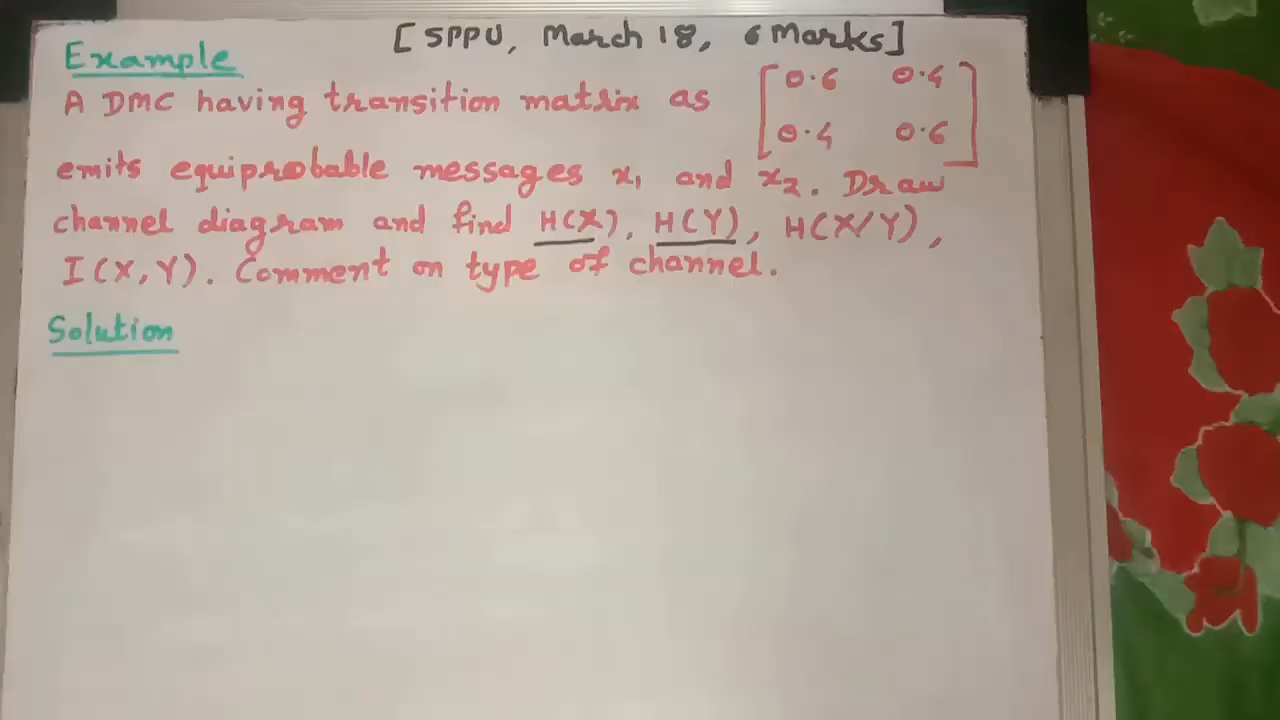 [SPPU, March 18, 6 Marks]
Example
A DMC having transition matrix as [0.6 0.4
0.4 0.6]
emits equiprobable messages x₁ and x₂. Draw
channel diagram and find H(X), H(Y), H(X/Y),
I(X,Y). Comment on type of channel.
Solution